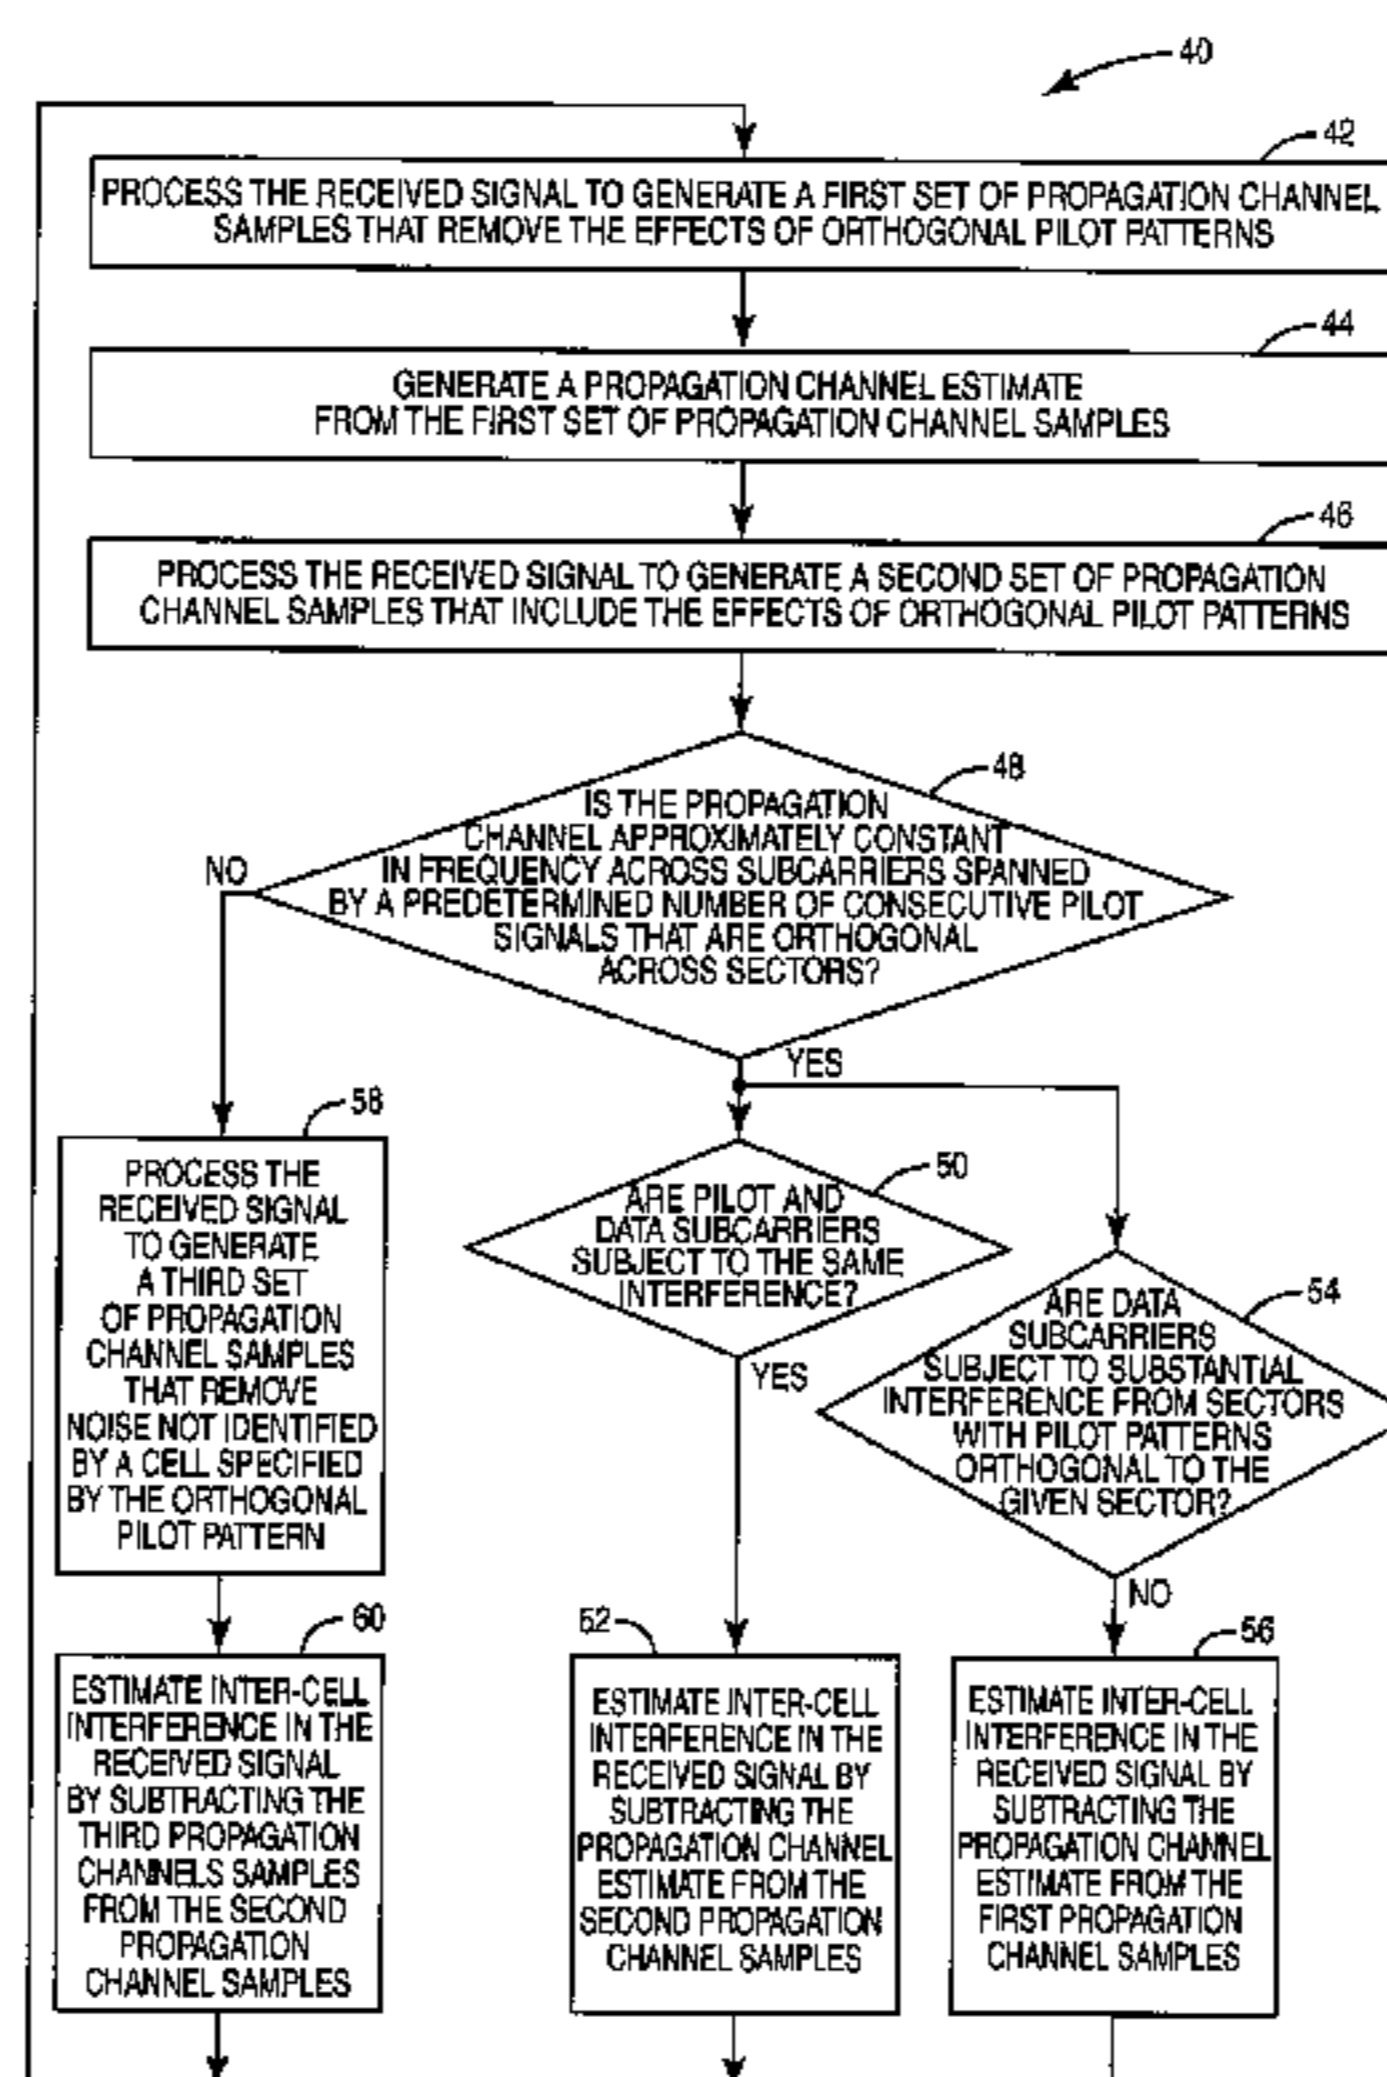 40
42
PROCESS THE RECEIVED SIGNAL TO GENERATE A FIRST SET OF PROPAGATION CHANNEL
SAMPLES THAT REMOVE THE EFFECTS OF ORTHOGONAL PILOT PATTERNS
44
GENERATE A PROPAGATION CHANNEL ESTIMATE
FROM THE FIRST SET OF PROPAGATION CHANNEL SAMPLES
46
PROCESS THE RECEIVED SIGNAL TO GENERATE A SECOND SET OF PROPAGATION
CHANNEL SAMPLES THAT INCLUDE THE EFFECTS OF ORTHOGONAL PILOT PATTERNS
48
IS THE PROPAGATION
CHANNEL APPROXIMATELY CONSTANT
IN FREQUENCY ACROSS SUBCARRIERS SPANNED
BY A PREDETERMINED NUMBER OF CONSECUTIVE PILOT
SIGNALS THAT ARE ORTHOGONAL
ACROSS SECTORS?
NO
YES
58
PROCESS THE
RECEIVED SIGNAL
TO GENERATE
A THIRD SET
OF PROPAGATION
CHANNEL SAMPLES
THAT REMOVE
NOISE NOT IDENTIFIED
BY A CELL SPECIFIED
BY THE ORTHOGONAL
PILOT PATTERN
50
ARE PILOT AND
DATA SUBCARRIERS
SUBJECT TO THE SAME
INTERFERENCE?
YES
54
ARE DATA
SUBCARRIERS
SUBJECT TO SUBSTANTIAL
INTERFERENCE FROM SECTORS
WITH PILOT PATTERNS
ORTHOGONAL TO THE
GIVEN SECTOR?
NO
60
ESTIMATE INTER-CELL
INTERFERENCE IN THE
RECEIVED SIGNAL
BY SUBTRACTING THE
THIRD PROPAGATION
CHANNELS SAMPLES
FROM THE SECOND
PROPAGATION
CHANNEL SAMPLES
52
ESTIMATE INTER-CELL
INTERFERENCE IN THE
RECEIVED SIGNAL BY
SUBTRACTING THE
PROPAGATION CHANNEL
ESTIMATE FROM THE
SECOND PROPAGATION
CHANNEL SAMPLES
56
ESTIMATE INTER-CELL
INTERFERENCE IN THE
RECEIVED SIGNAL BY
SUBTRACTING THE
PROPAGATION CHANNEL
ESTIMATE FROM THE
FIRST PROPAGATION
CHANNEL SAMPLES